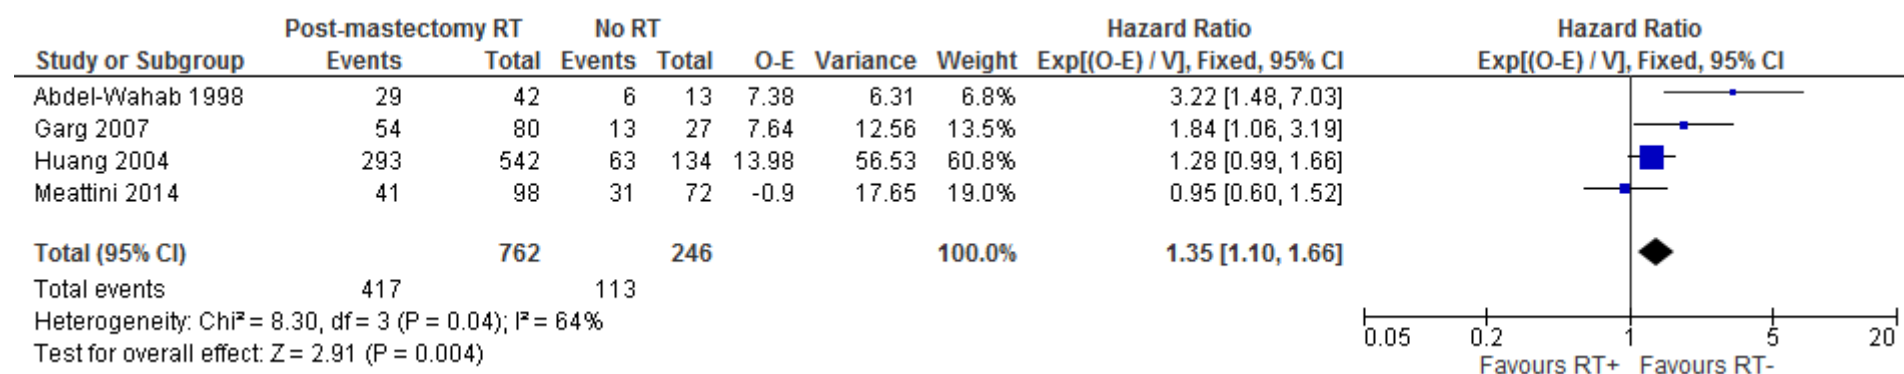 Post-mastectomy RT No RT Hazard Ratio Hazard Ratio
Study or Subgroup Events Total Events Total O-E Variance Weight Exp[(O-E) / V], Fixed, 95% CI Exp[(O-E) / V], Fixed, 95% CI
Abdel-Wahab 1998 29 42 6 13 7.38 6.31 6.8% 3.22 [1.48, 7.03]
Garg 2007 54 80 13 27 7.64 12.56 13.5% 1.84 [1.06, 3.19]
Huang 2004 293 542 63 134 13.98 56.53 60.8% 1.28 [0.99, 1.66]
Meattini 2014 41 98 31 72 -0.9 17.65 19.0% 0.95 [0.60, 1.52]
Total (95% CI) 762 246 100.0% 1.35 [1.10, 1.66]
Total events 417 113
Heterogeneity: Chi² = 8.30, df = 3 (P = 0.04); I² = 64%
Test for overall effect: Z = 2.91 (P = 0.004)
0.05 0.2 1 5 20
Favours RT+ Favours RT-